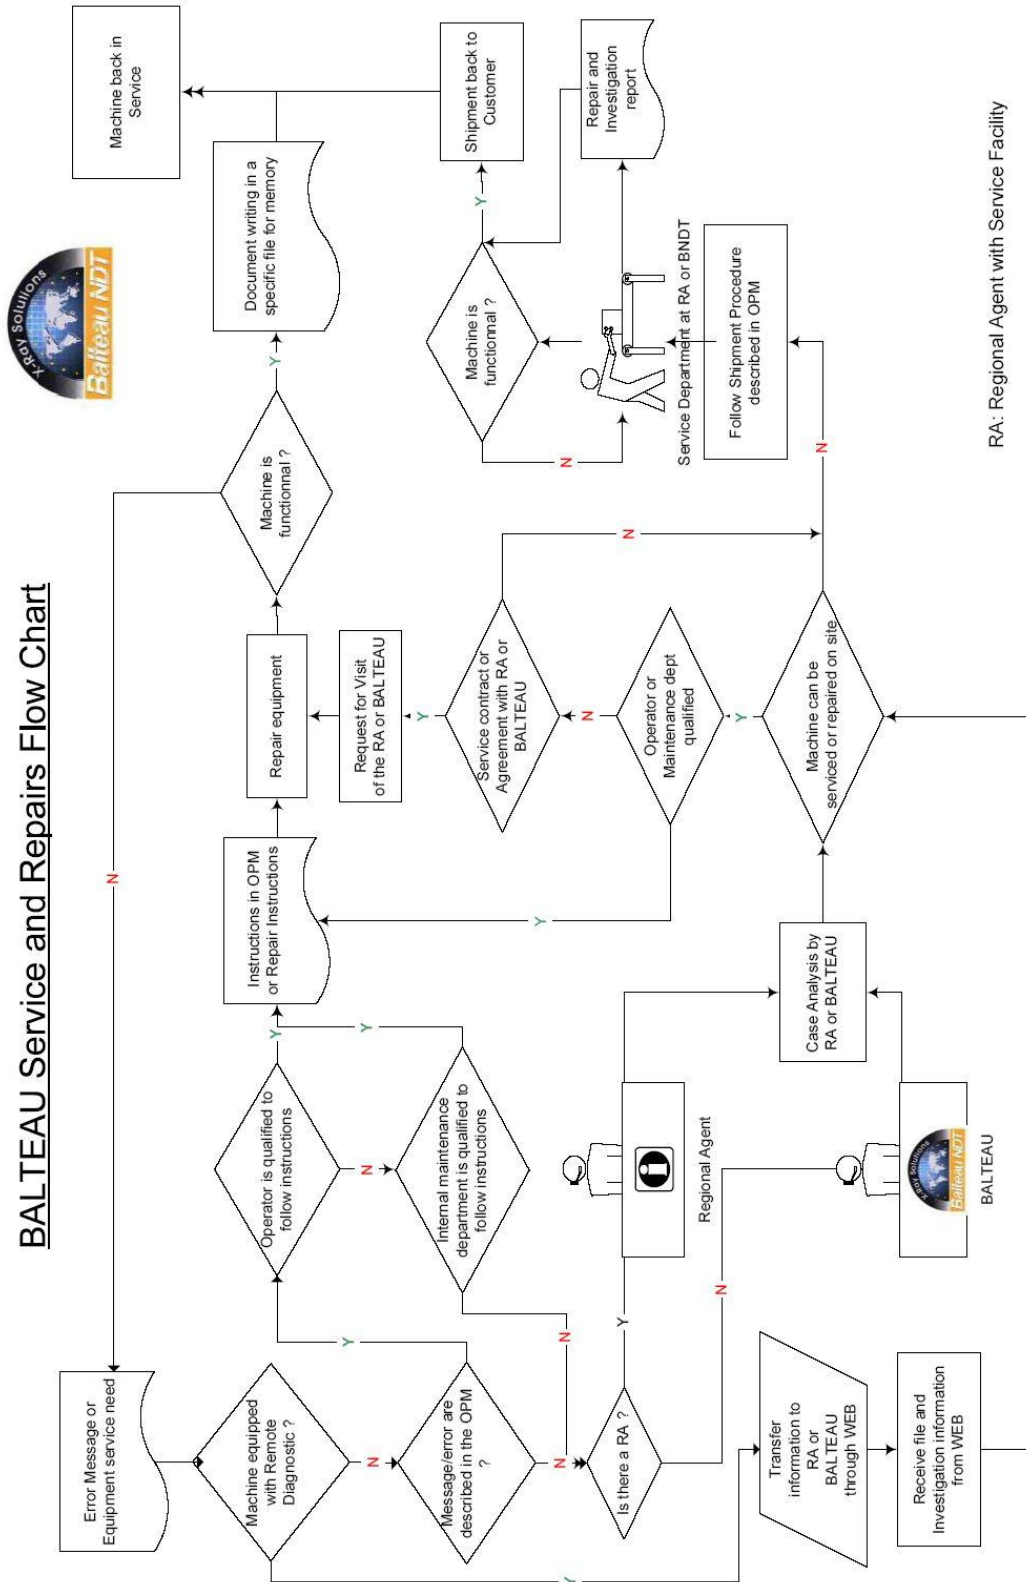 BALTEAU Service and Repairs Flow Chart
X-Ray Solutions
Balteau NDT
Error Message or
Equipment service need
Machine equipped
with Remote
Diagnostic ?
N
Y
Message/error are
described in the OPM
?
Y
N
Operator is qualified to
follow instructions
Y
N
Internal maintenance
department is qualified to
follow instructions
Y
N
Is there a RA ?
Y
N
Regional Agent
X-Ray Solutions
Balteau NDT
BALTEAU
Transfer
information to
RA or
BALTEAU
through WEB
Receive file and
Investigation information
from WEB
Case Analysis by
RA or BALTEAU
Machine can be
serviced or repaired on site
Y
N
Operator or
Maintenance dept
qualified
Y
N
Service contract or
Agreement with RA or
BALTEAU
Y
N
Request for Visit
of the RA or BALTEAU
Instructions in OPM
or Repair Instructions
Repair equipment
Machine is
functionnal ?
N
Y
Document writing in a
specific file for memory
Machine back in
Service
Follow Shipment Procedure
described in OPM
Service Department at RA or BNDT
Machine is
functionnal ?
N
Y
Repair and
Investigation
report
Shipment back to
Customer
RA: Regional Agent with Service Facility